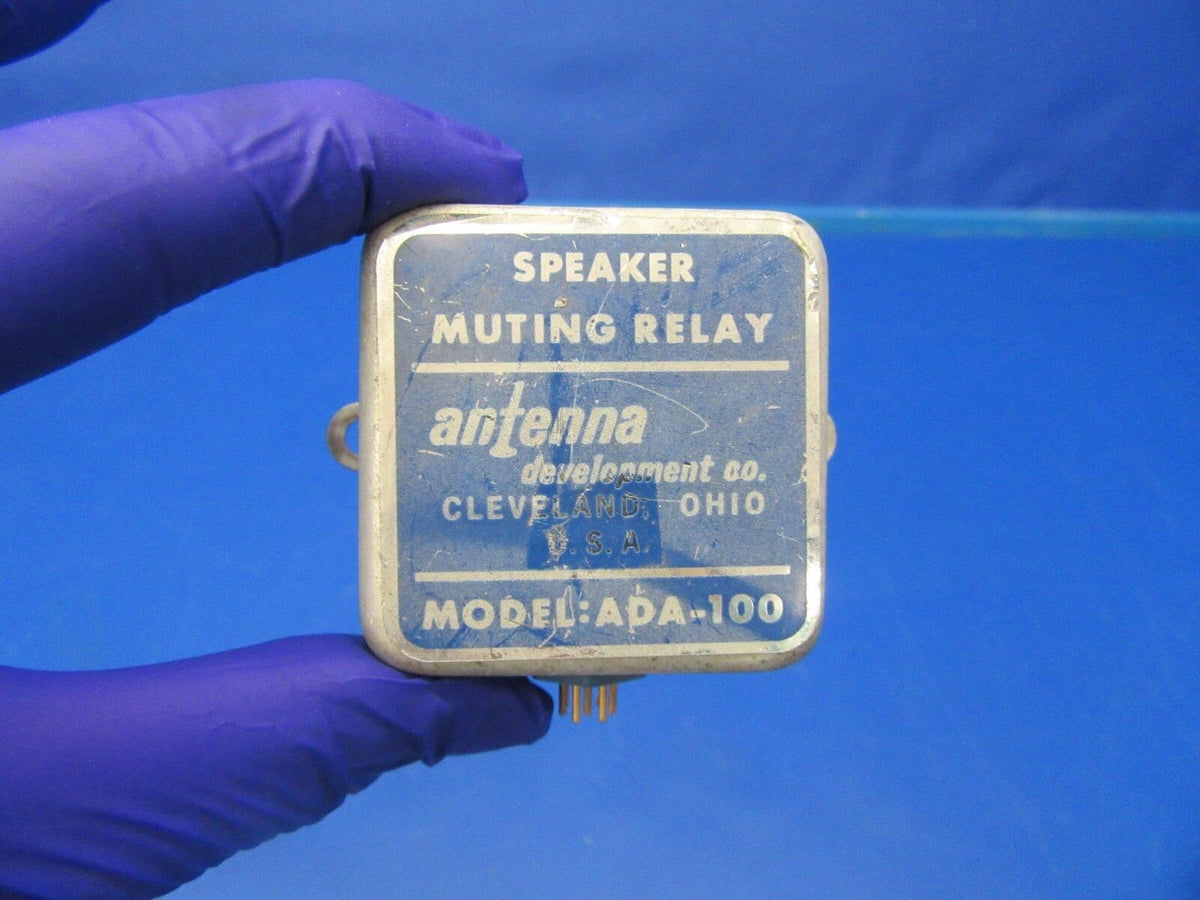 SPEAKER
MUTING RELAY
antenna
development co.
CLEVELAND, OHIO
U.S.A.
MODEL:ADA-100